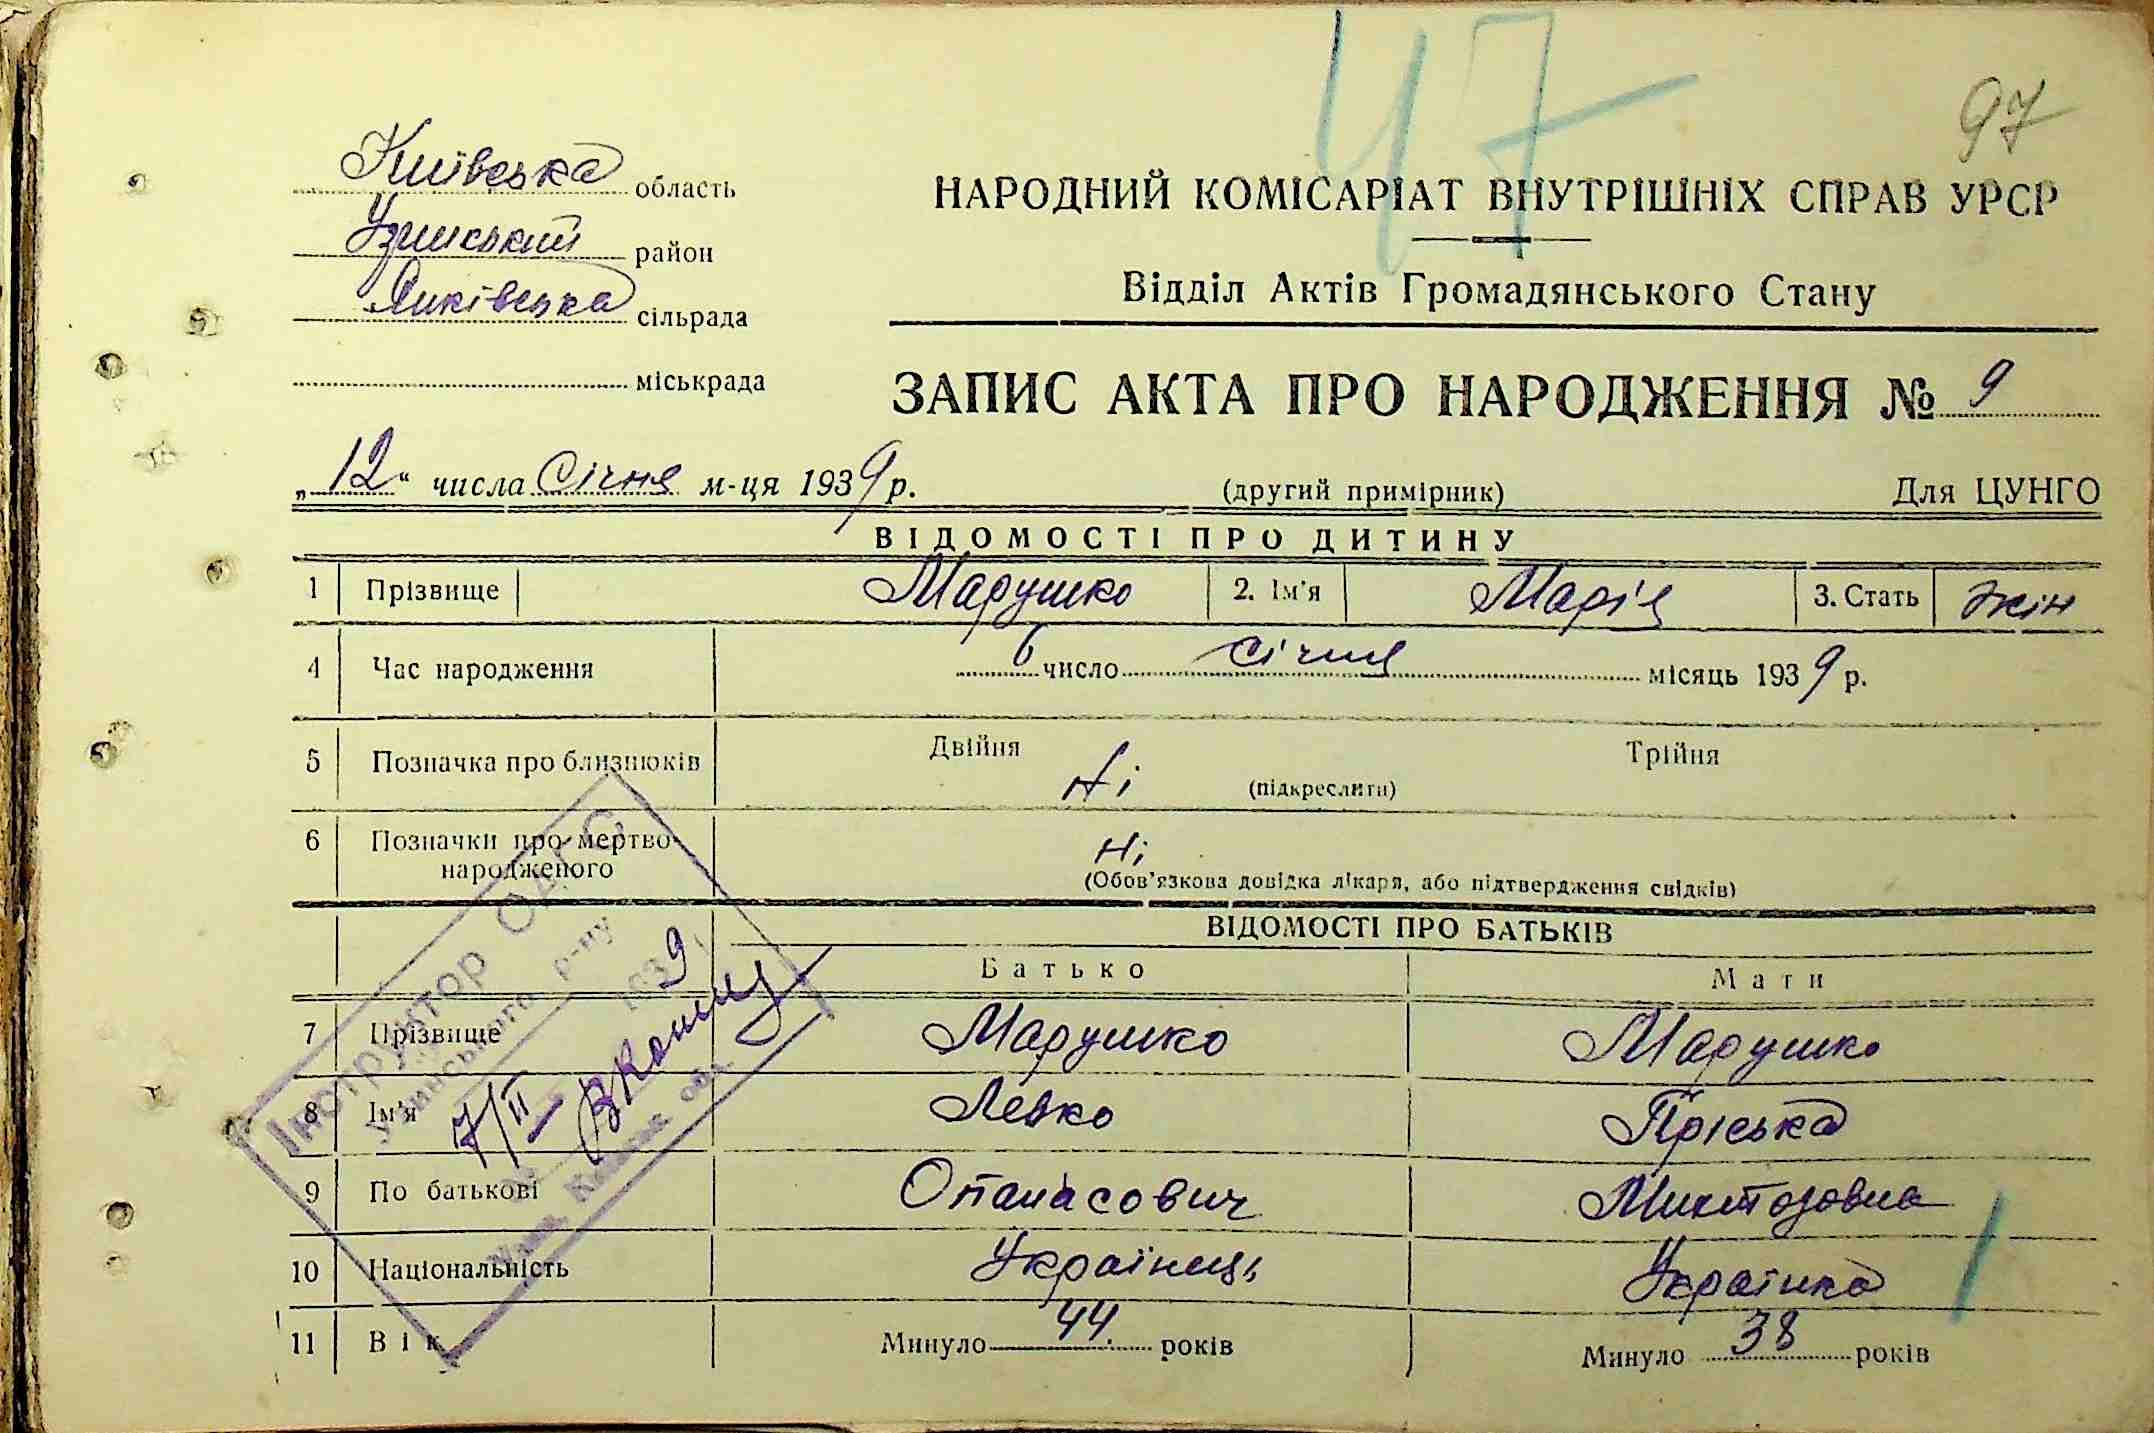 47
97
Київська область
Узинський район
Янківська сільрада
міськрада
НАРОДНИЙ КОМІСАРІАТ ВНУТРІШНІХ СПРАВ УРСР
Відділ Актів Громадянського Стану
ЗАПИС АКТА ПРО НАРОДЖЕННЯ № 9
„12“ числа Січня м-ця 1939 р. (другий примірник) Для ЦУНГО
ВІДОМОСТІ ПРО ДИТИНУ
1 Прізвище Марушко 2. Ім'я Марія 3. Стать жін
4 Час народження 6 число січня місяць 1939 р.
5 Позначка про близнюків Двійня Ні (підкреслити) Трійня
6 Позначки про мертво-
народженого Ні
(Обов'язкова довідка лікаря, або підтвердження свідків)
ВІДОМОСТІ ПРО БАТЬКІВ
Батько Мати
7 Прізвище Марушко Марушко
8 Ім'я Левко Пріська
9 По батькові Опанасович
10 Національність Українець Українка
11 Вік Минуло 44 років Минуло 38 років
Інструктор ОАГС
Узинського р-ну
7/II 1939